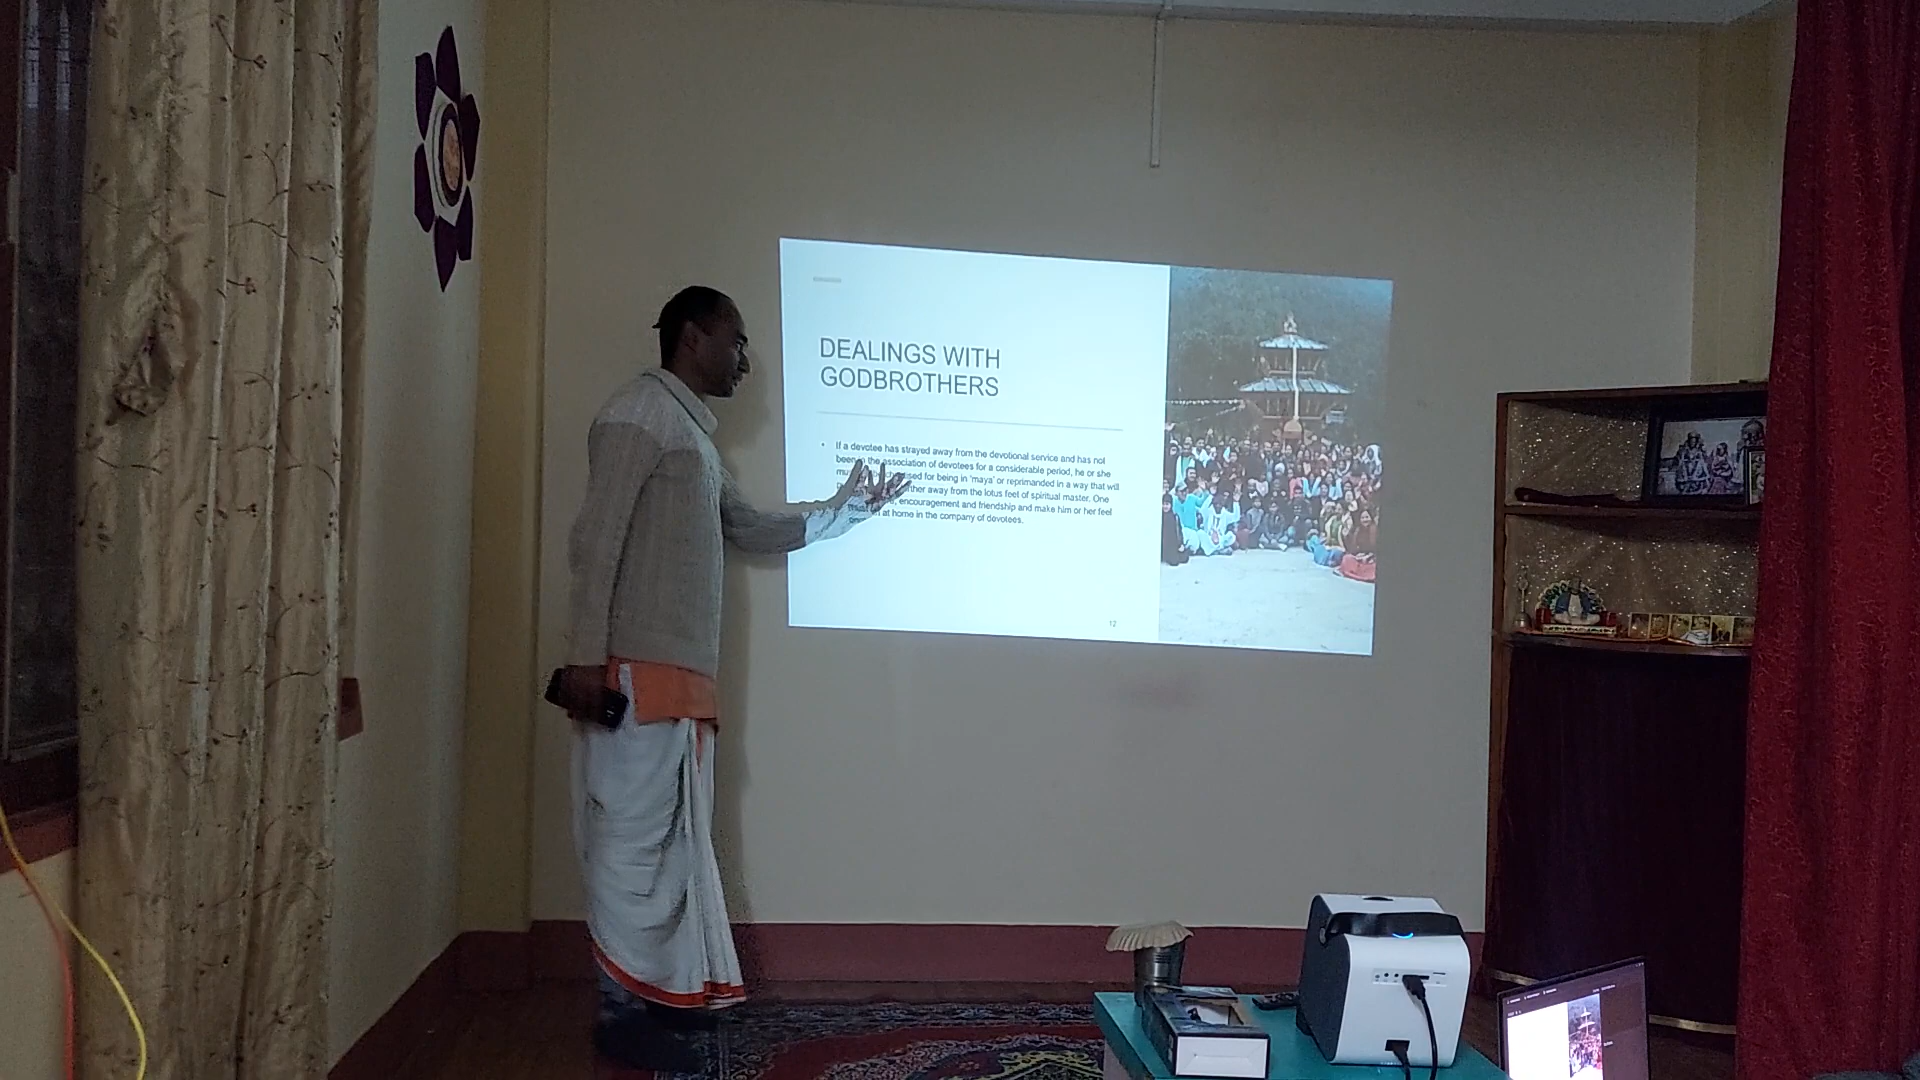 DEALINGS WITH
GODBROTHERS
• If a devotee has strayed away from the devotional service and has not
been in the association of devotees for a considerable period, he or she
for being in 'maya' or reprimanded in a way that will
away from the lotus feet of spiritual master. One
encouragement and friendship and make him or her feel
at home in the company of devotees.
12